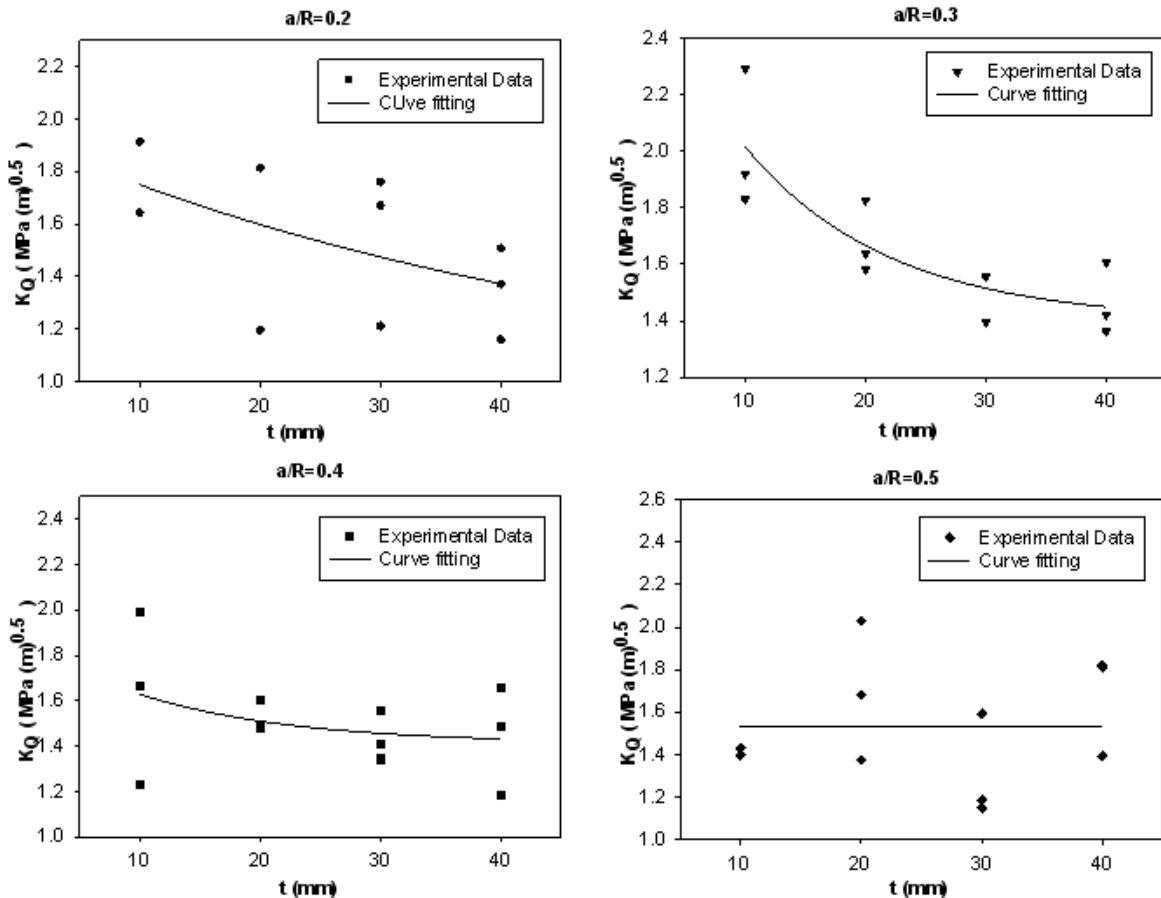 a/R=0.2
2.2
2.0
1.8
1.6
1.4
1.2
1.0
K_Q ( MPa (m)^0.5 )
Experimental Data
CUve fitting
10 20 30 40
t (mm)
a/R=0.3
2.4
2.2
2.0
1.8
1.6
1.4
1.2
K_Q ( MPa (m)^0.5 )
Experimental Data
Curve fitting
10 20 30 40
t (mm)
a/R=0.4
2.4
2.2
2.0
1.8
1.6
1.4
1.2
1.0
K_Q ( MPa (m)^0.5 )
Experimental Data
Curve fitting
10 20 30 40
t (mm)
a/R=0.5
2.6
2.4
2.2
2.0
1.8
1.6
1.4
1.2
1.0
K_Q ( MPa (m)^0.5 )
Experimental Data
Curve fitting
10 20 30 40
t (mm)